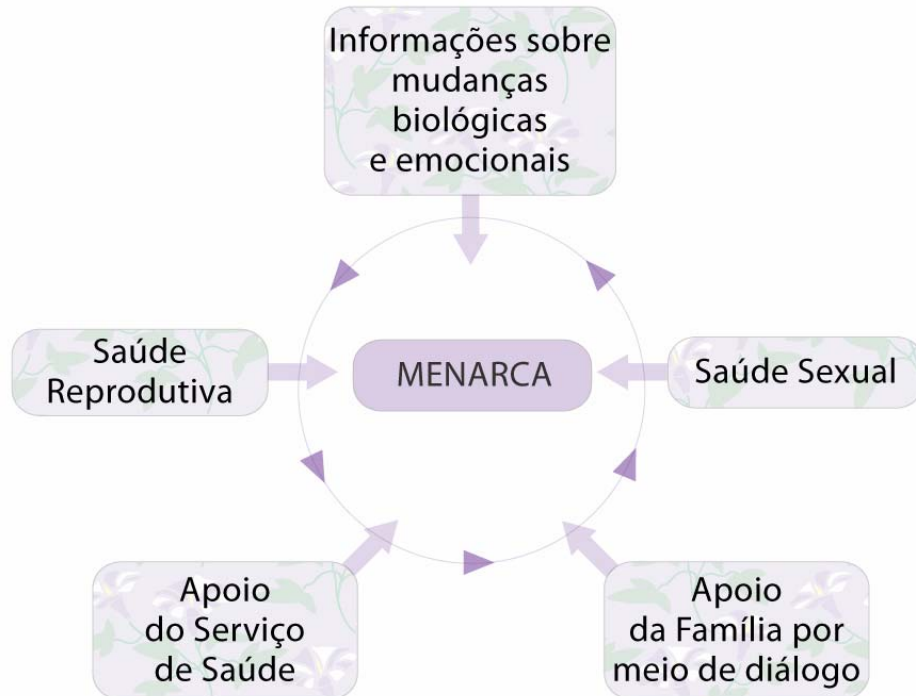 Informações sobre
mudanças
biológicas
e emocionais
Saúde
Reprodutiva
MENARCA
Saúde Sexual
Apoio
do Serviço
de Saúde
Apoio
da Família por
meio de diálogo